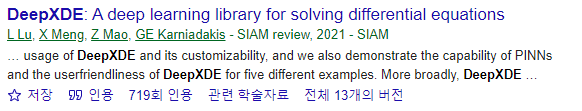 DeepXDE: A deep learning library for solving differential equations
L Lu, X Meng, Z Mao, GE Karniadakis - SIAM review, 2021 - SIAM
... usage of DeepXDE and its customizability, and we also demonstrate the capability of PINNs
and the userfriendliness of DeepXDE for five different examples. More broadly, DeepXDE ...
저장 인용 719회 인용 관련 학술자료 전체 13개의 버전